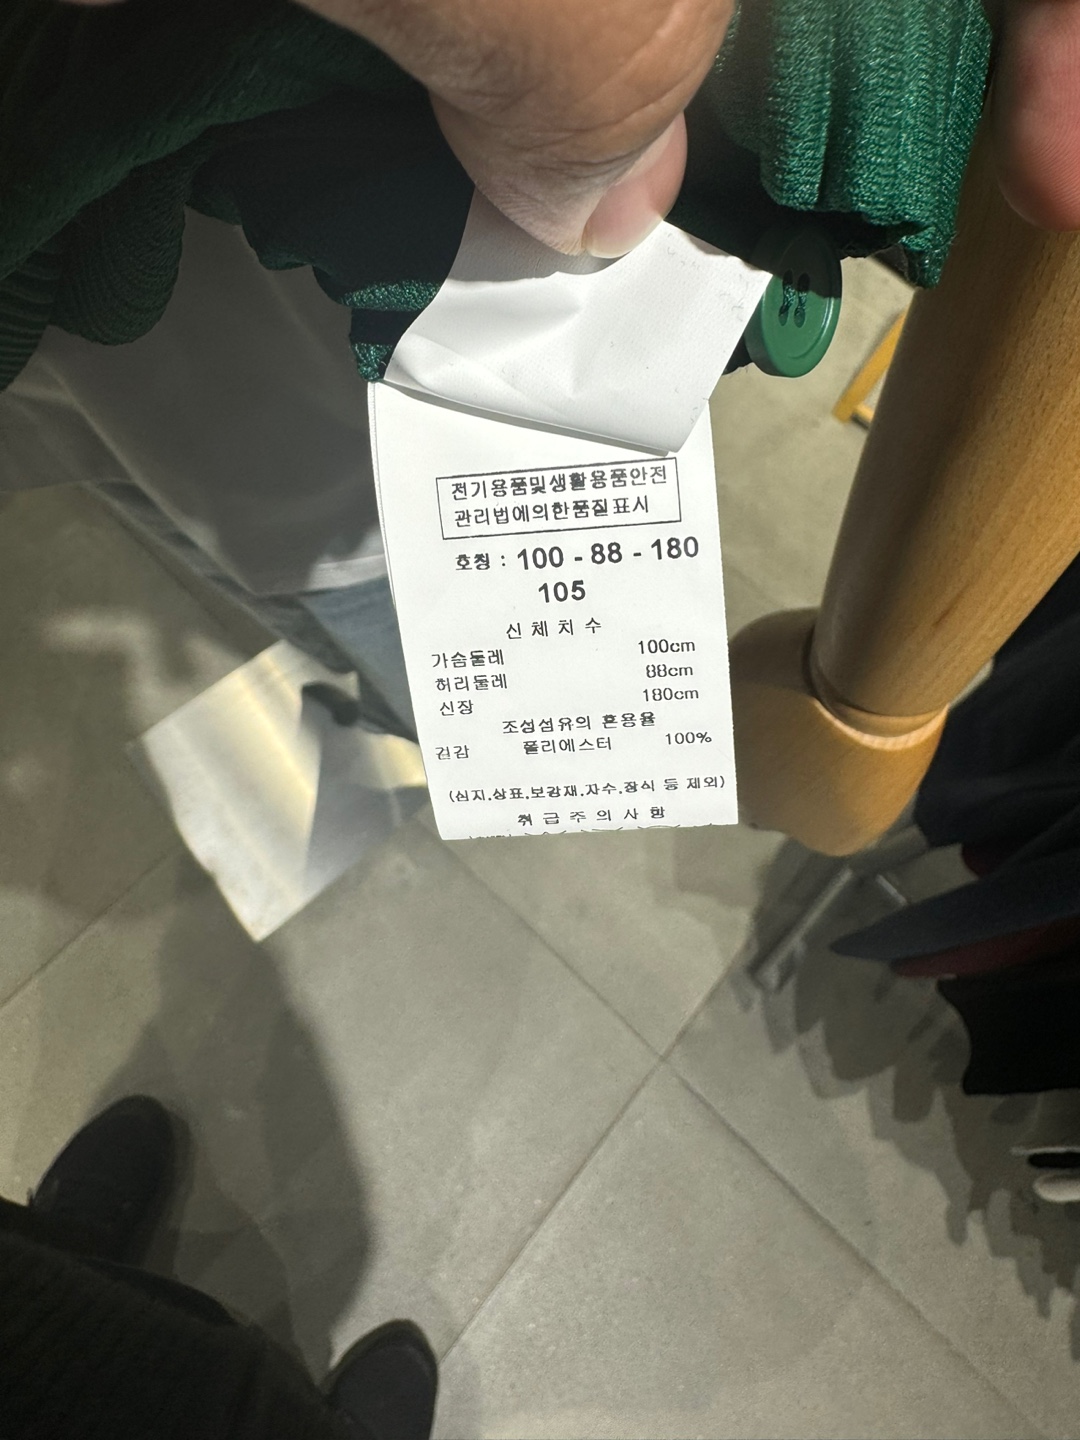 전기용품및생활용품안전
관리법에의한품질표시
호칭 : 100 - 88 - 180
105
신 체 치 수
가슴둘레 100cm
허리둘레 88cm
신장 180cm
조성섬유의 혼용율
겉감 폴리에스터 100%
(심지.상표.보강재.자수.장식 등 제외)
취 급 주 의 사 항